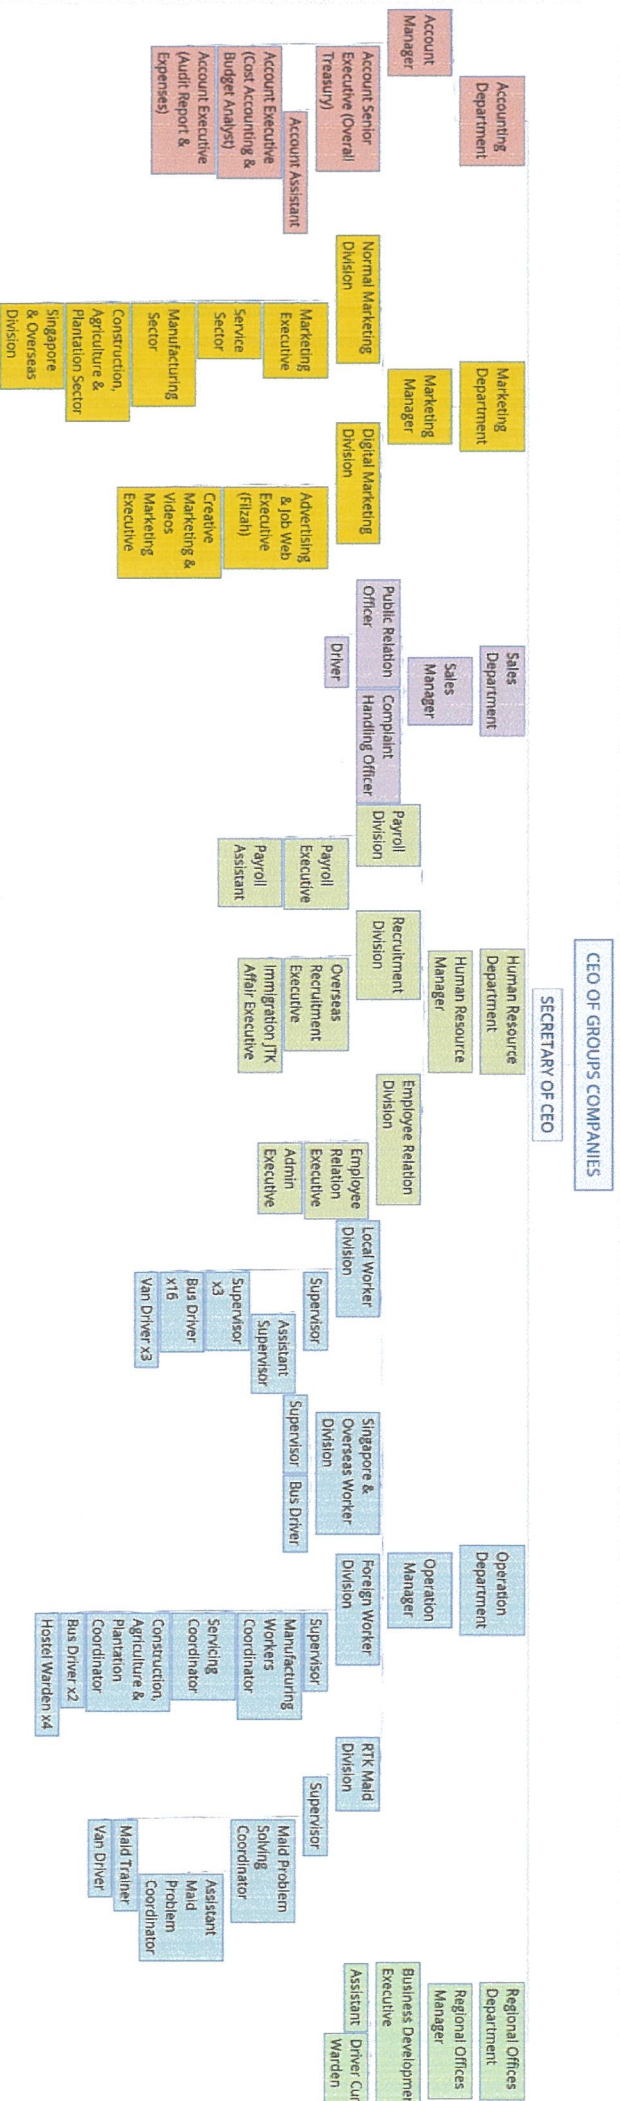 CEO OF GROUPS COMPANIES
SECRETARY OF CEO
Accounting
Department
Account
Manager
Account Senior
Executive (Overall
Treasury)
Account Assistant
Account Executive
(Cost Accounting &
Budget Analyst)
Account Executive
(Audit Report &
Expenses)
Marketing
Department
Marketing
Manager
Normal Marketing
Division
Marketing
Executive
Service
Sector
Manufacturing
Sector
Construction,
Agriculture &
Plantation Sector
Singapore
& Overseas
Division
Digital Marketing
Division
Advertising
& Job Web
Executive
(Filzah)
Creative
Marketing &
Videos
Marketing
Executive
Sales
Department
Sales
Manager
Public Relation
Officer
Driver
Complaint
Handling Officer
Human Resource
Department
Human Resource
Manager
Payroll
Division
Payroll
Executive
Payroll
Assistant
Recruitment
Division
Overseas
Recruitment
Executive
Immigration JTK
Affair Executive
Employee Relation
Division
Employee
Relation
Executive
Admin
Executive
Operation
Department
Operation
Manager
Local Worker
Division
Supervisor
Assistant
Supervisor
Supervisor
x3
Bus Driver
x16
Van Driver x3
Singapore &
Overseas Worker
Division
Supervisor
Bus Driver
Foreign Worker
Division
Supervisor
Manufacturing
Workers
Coordinator
Servicing
Coordinator
Construction,
Agriculture &
Plantation
Coordinator
Bus Driver x2
Hostel Warden x4
RTK Maid
Division
Supervisor
Maid Problem
Solving
Coordinator
Assistant
Maid
Problem
Coordinator
Maid Trainer
Van Driver
Regional Offices
Department
Regional Offices
Manager
Business Developmen
Executive
Assistant
Driver Cur
Warden